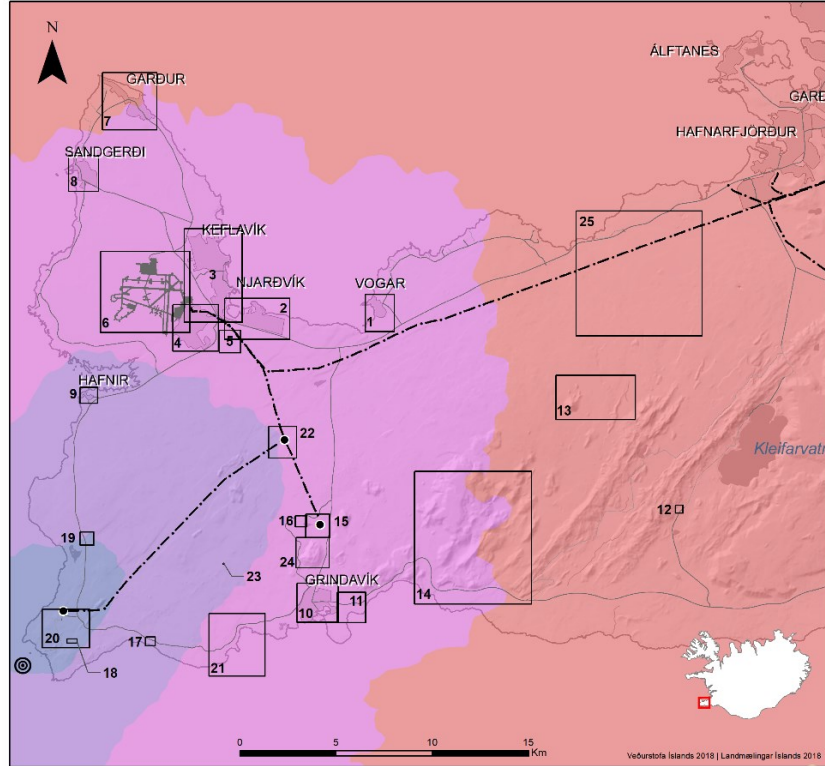 N
ÁLFTANES
GARÐUR
GARÐ
7
HAFNARFJÖRÐUR
SANDGERÐI
8
25
KEFLAVÍK
3
NJARÐVÍK
VOGAR
2
1
6
4
5
HAFNIR
9
13
22
Kleifarvatn
12
16
15
19
24
23
GRINDAVÍK
10
11
14
20
17
21
18
0
5
10
15
Km
Veðurstofa Íslands 2018 | Landmælingar Íslands 2018